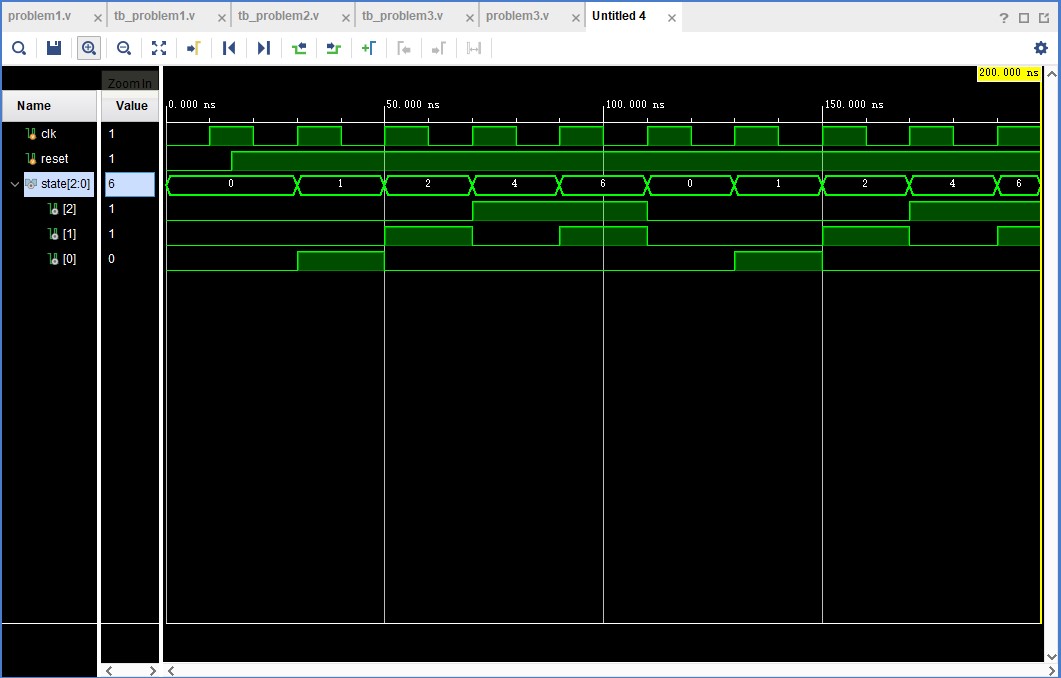 problem1.v × tb_problem1.v × tb_problem2.v × tb_problem3.v × problem3.v × Untitled 4 × ?
200.000 ns
Zoom In
Name Value 0.000 ns 50.000 ns 100.000 ns 150.000 ns
clk 1
reset 1
state[2:0] 6 0 1 2 4 6 0 1 2 4 6
[2] 1
[1] 1
[0] 0